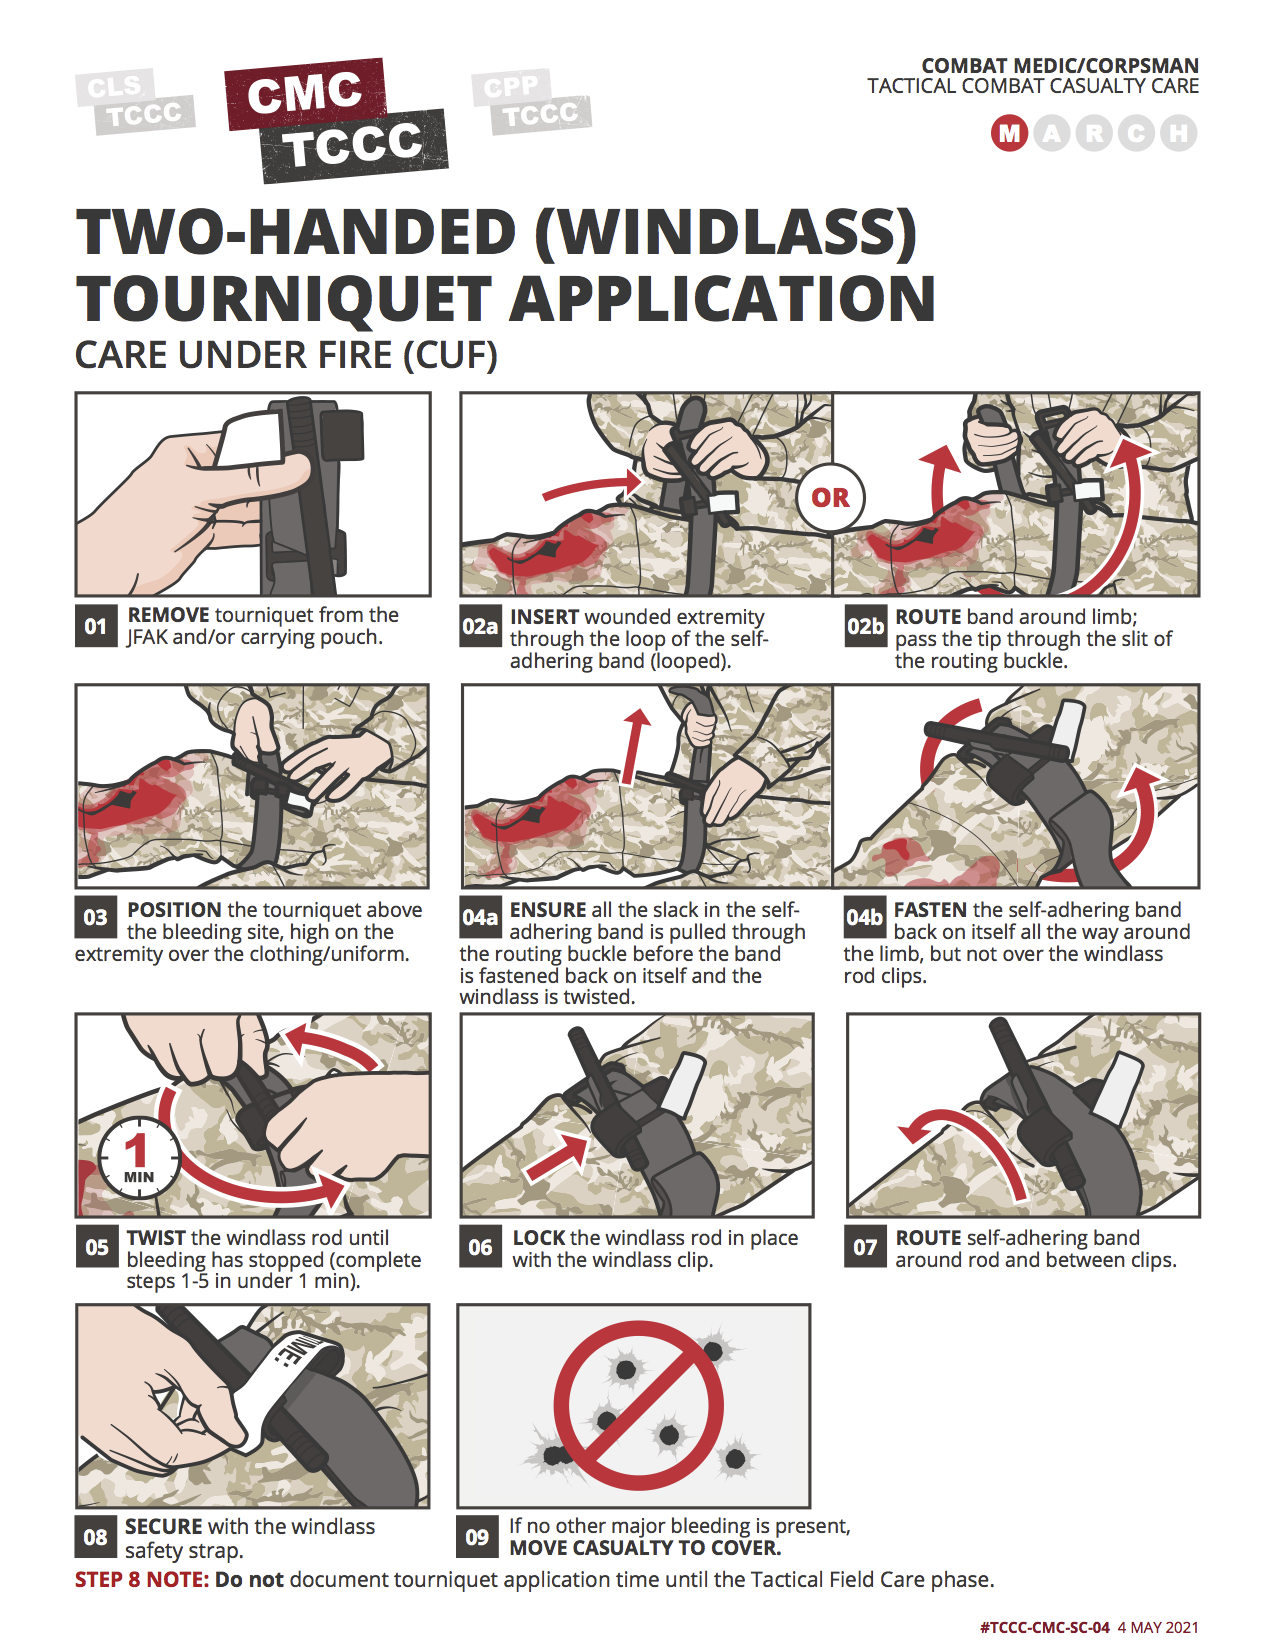 CLS
TCCC
CMC
TCCC
CPP
TCCC
COMBAT MEDIC/CORPSMAN
TACTICAL COMBAT CASUALTY CARE
M A R C H
TWO-HANDED (WINDLASS)
TOURNIQUET APPLICATION
CARE UNDER FIRE (CUF)
OR
01 REMOVE tourniquet from the
JFAK and/or carrying pouch.
02a INSERT wounded extremity
through the loop of the self-
adhering band (looped).
02b ROUTE band around limb;
pass the tip through the slit of
the routing buckle.
03 POSITION the tourniquet above
the bleeding site, high on the
extremity over the clothing/uniform.
04a ENSURE all the slack in the self-
adhering band is pulled through
the routing buckle before the band
is fastened back on itself and the
windlass is twisted.
04b FASTEN the self-adhering band
back on itself all the way around
the limb, but not over the windlass
rod clips.
1
MIN
05 TWIST the windlass rod until
bleeding has stopped (complete
steps 1-5 in under 1 min).
06 LOCK the windlass rod in place
with the windlass clip.
07 ROUTE self-adhering band
around rod and between clips.
TIME:
08 SECURE with the windlass
safety strap.
09 If no other major bleeding is present,
MOVE CASUALTY TO COVER.
STEP 8 NOTE: Do not document tourniquet application time until the Tactical Field Care phase.
#TCCC-CMC-SC-04 4 MAY 2021